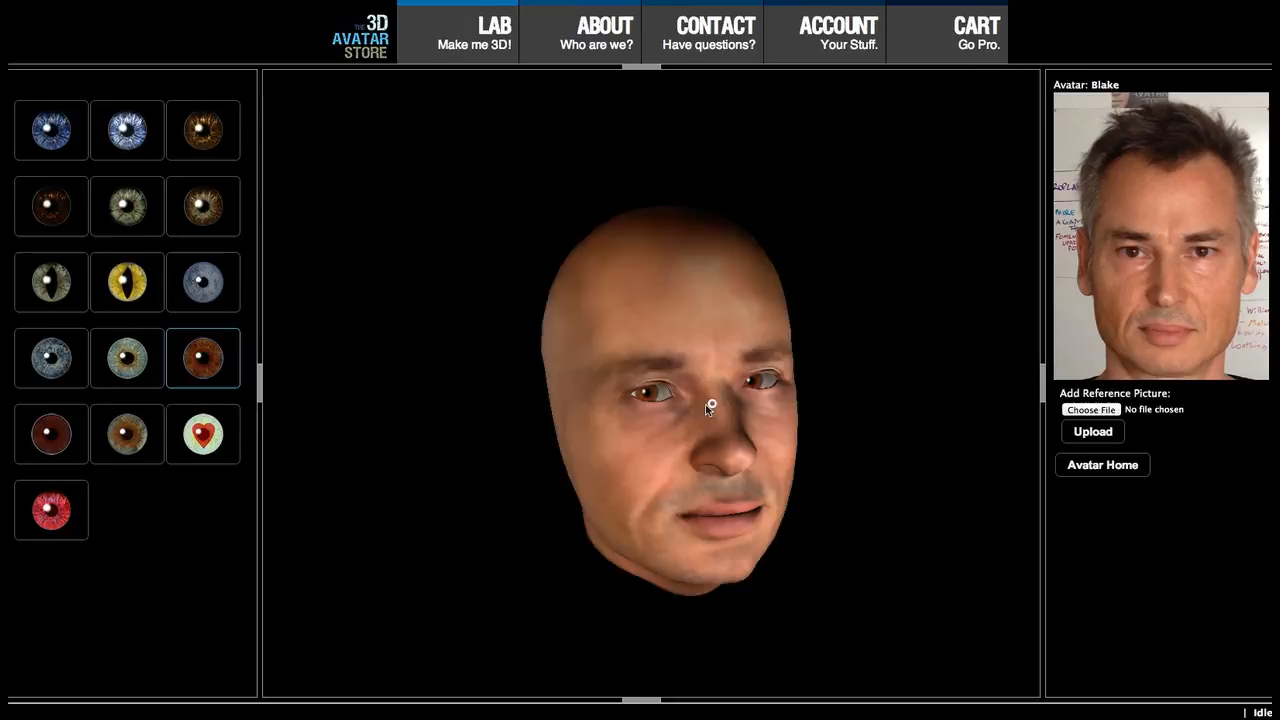 THE 3D
AVATAR
STORE
LAB
Make me 3D!
ABOUT
Who are we?
CONTACT
Have questions?
ACCOUNT
Your Stuff.
CART
Go Pro.
Avatar: Blake
MORE
Add Reference Picture:
Choose File No file chosen
Upload
Avatar Home
| Idle